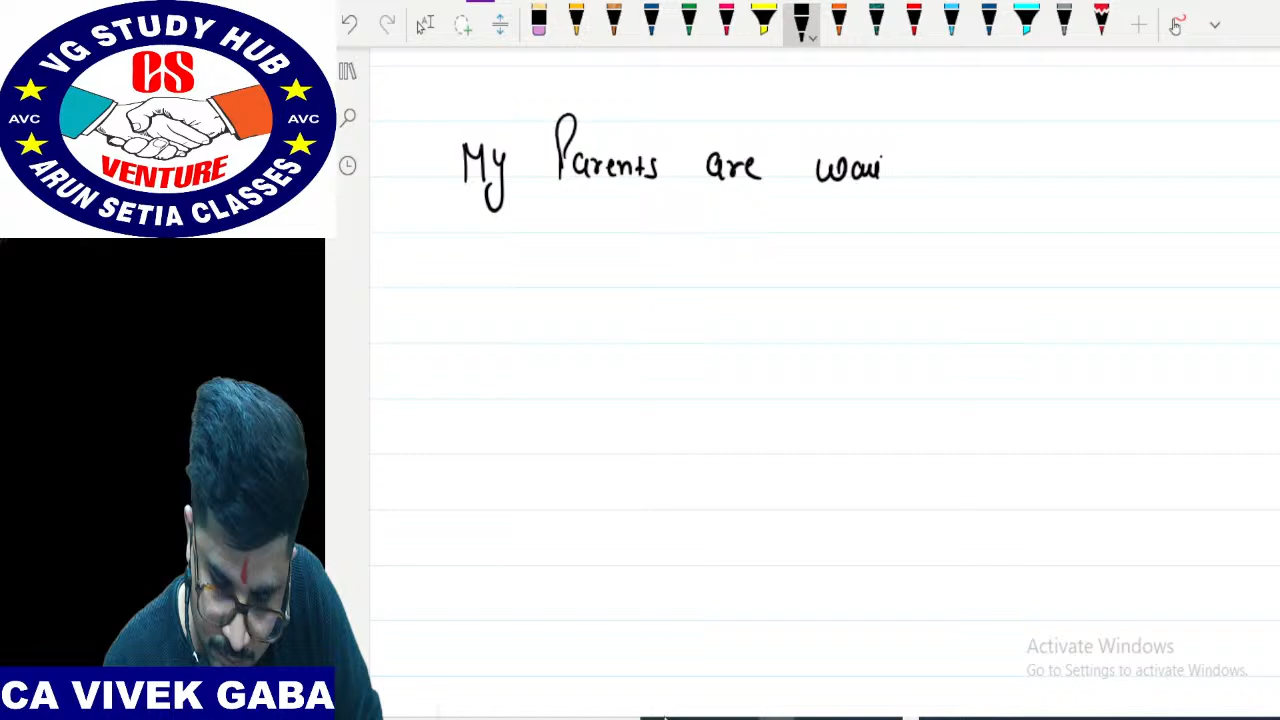 VG STUDY HUB
CS
AVC
AVC
VENTURE
ARUN SETIA CLASSES
My Parents are wai
Activate Windows
Go to Settings to activate Windows.
CA VIVEK GABA